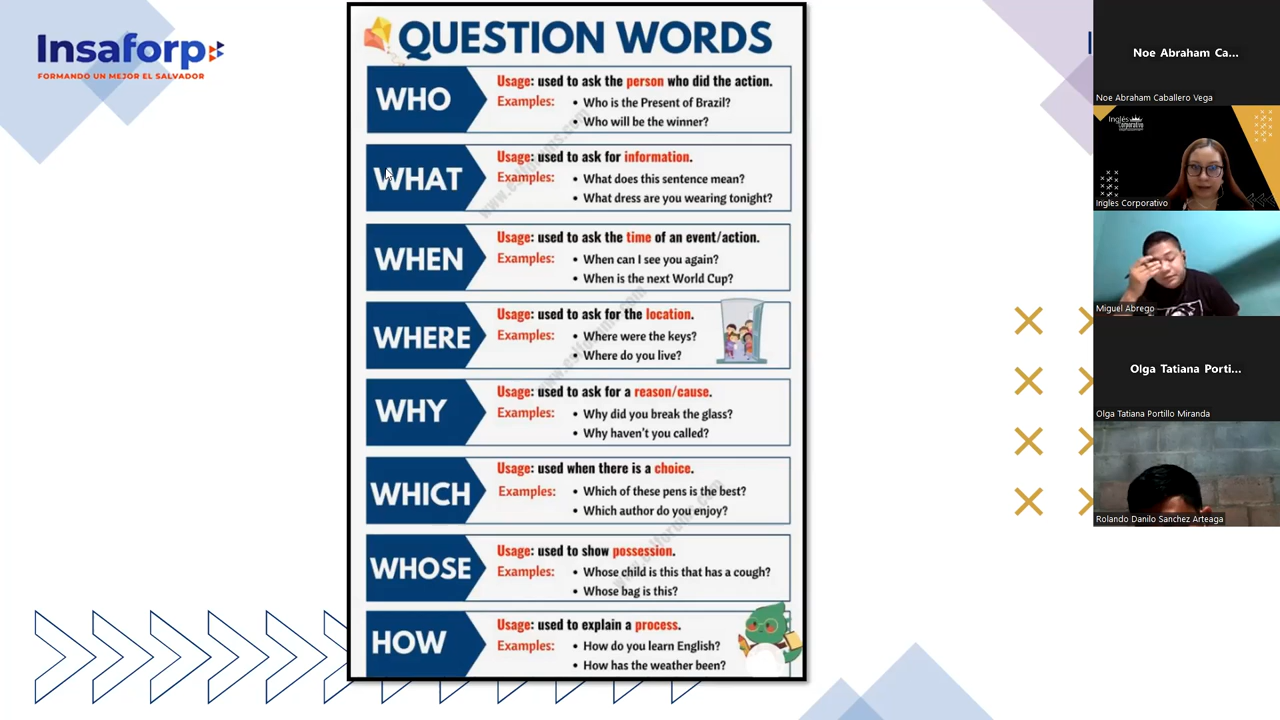 Insaforp
FORMANDO UN MEJOR EL SALVADOR
QUESTION WORDS
WHO
Usage: used to ask the person who did the action.
Examples:
• Who is the Present of Brazil?
• Who will be the winner?
WHAT
Usage: used to ask for information.
Examples:
• What does this sentence mean?
• What dress are you wearing tonight?
WHEN
Usage: used to ask the time of an event/action.
Examples:
• When can I see you again?
• When is the next World Cup?
WHERE
Usage: used to ask for the location.
Examples:
• Where were the keys?
• Where do you live?
WHY
Usage: used to ask for a reason/cause.
Examples:
• Why did you break the glass?
• Why haven't you called?
WHICH
Usage: used when there is a choice.
Examples:
• Which of these pens is the best?
• Which author do you enjoy?
WHOSE
Usage: used to show possession.
Examples:
• Whose child is this that has a cough?
• Whose bag is this?
HOW
Usage: used to explain a process.
Examples:
• How do you learn English?
• How has the weather been?
Noe Abraham Ca...
Noe Abraham Caballero Vega
Inglés
Corporativo
Ingles Corporativo
Miguel Abrego
Olga Tatiana Porti...
Olga Tatiana Portillo Miranda
Rolando Danilo Sanchez Arteaga